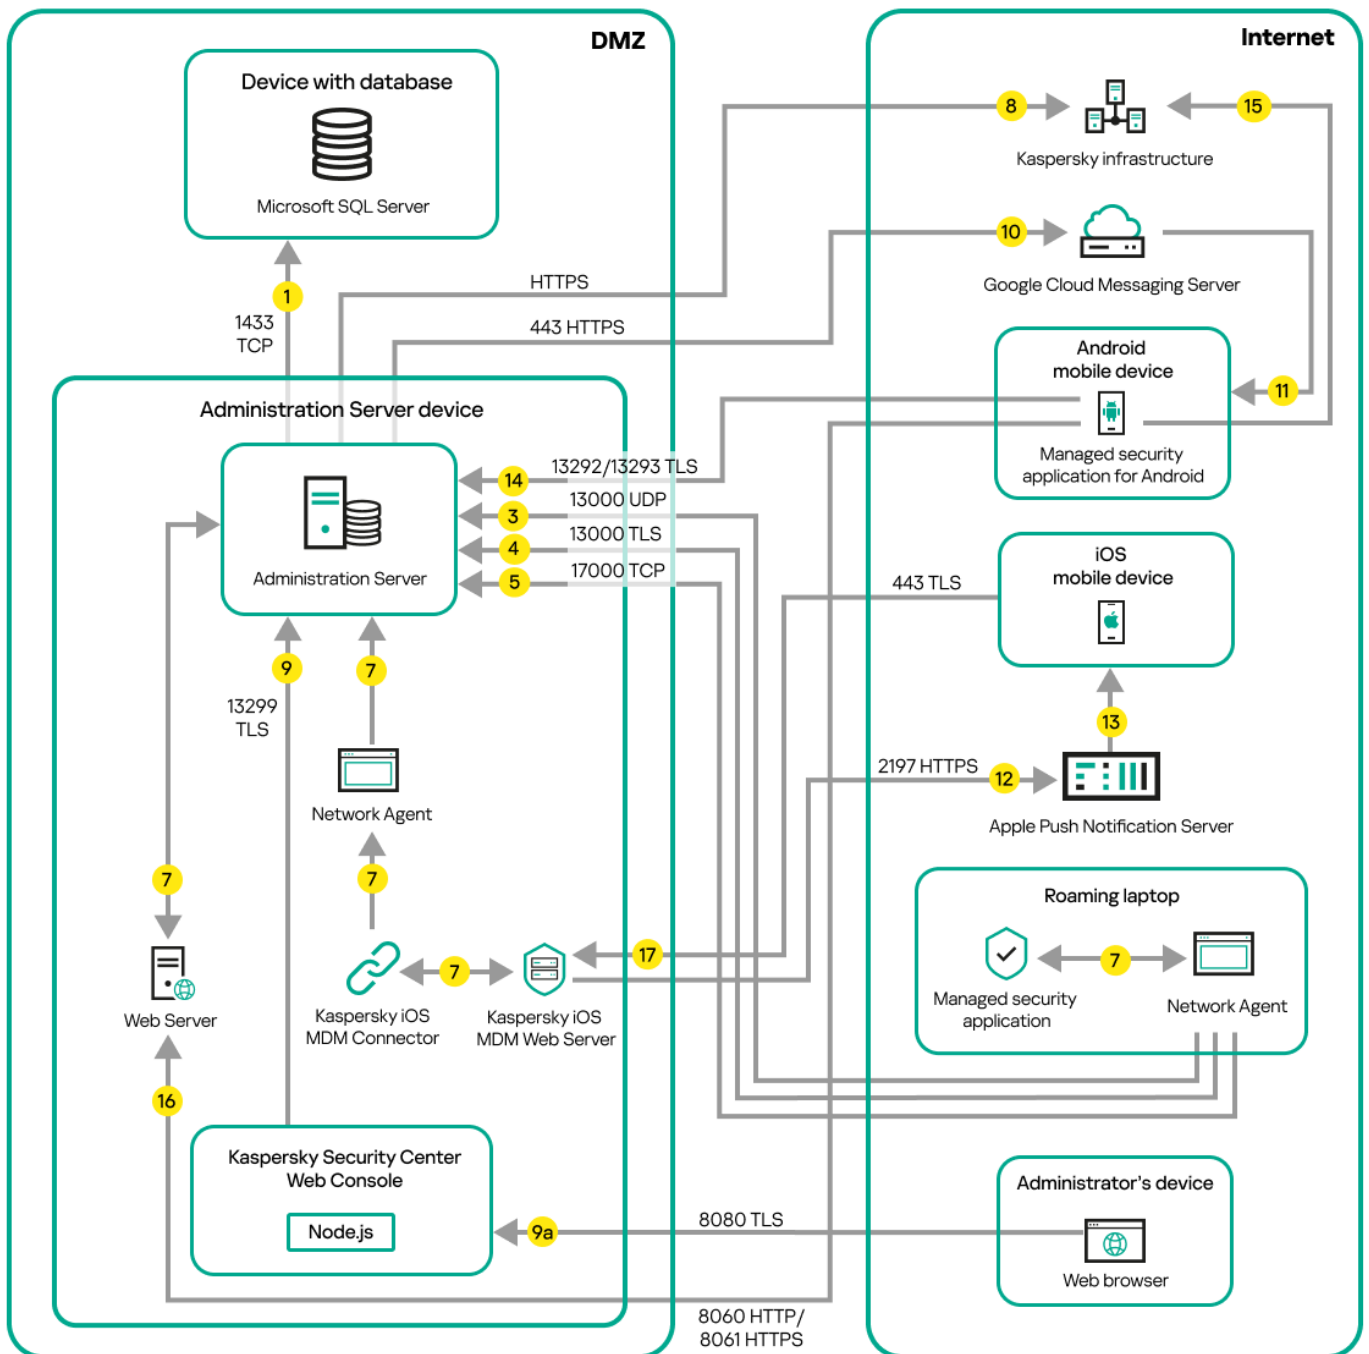 DMZ
Device with database
Microsoft SQL Server
1
1433
TCP
HTTPS
443 HTTPS
Administration Server device
Administration Server
14
13292/13293 TLS
3
13000 UDP
4
13000 TLS
5
17000 TCP
9
13299
TLS
7
Network Agent
7
7
Web Server
Kaspersky iOS
MDM Connector
7
Kaspersky iOS
MDM Web Server
17
16
Kaspersky Security Center
Web Console
Node.js
9a
8080 TLS
8060 HTTP/
8061 HTTPS
443 TLS
2197 HTTPS
12
Internet
8
Kaspersky infrastructure
15
10
Google Cloud Messaging Server
11
Android
mobile device
Managed security
application for Android
iOS
mobile device
13
Apple Push Notification Server
Roaming laptop
Managed security
application
7
Network Agent
Administrator's device
Web browser